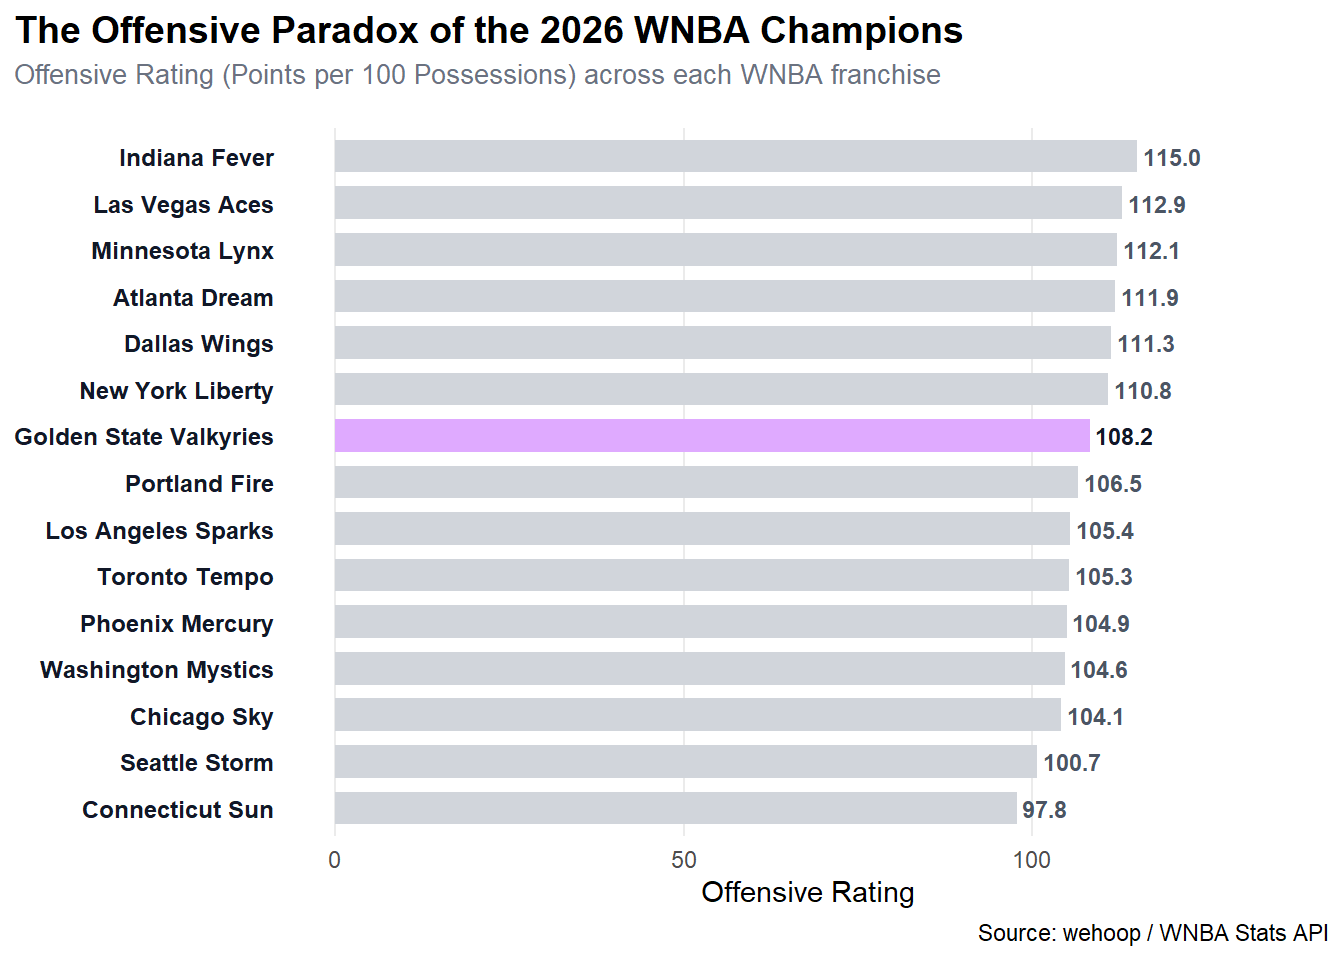 The Offensive Paradox of the 2026 WNBA Champions
Offensive Rating (Points per 100 Possessions) across each WNBA franchise
Indiana Fever 115.0
Las Vegas Aces 112.9
Minnesota Lynx 112.1
Atlanta Dream 111.9
Dallas Wings 111.3
New York Liberty 110.8
Golden State Valkyries 108.2
Portland Fire 106.5
Los Angeles Sparks 105.4
Toronto Tempo 105.3
Phoenix Mercury 104.9
Washington Mystics 104.6
Chicago Sky 104.1
Seattle Storm 100.7
Connecticut Sun 97.8
0 50 100
Offensive Rating
Source: wehoop / WNBA Stats API